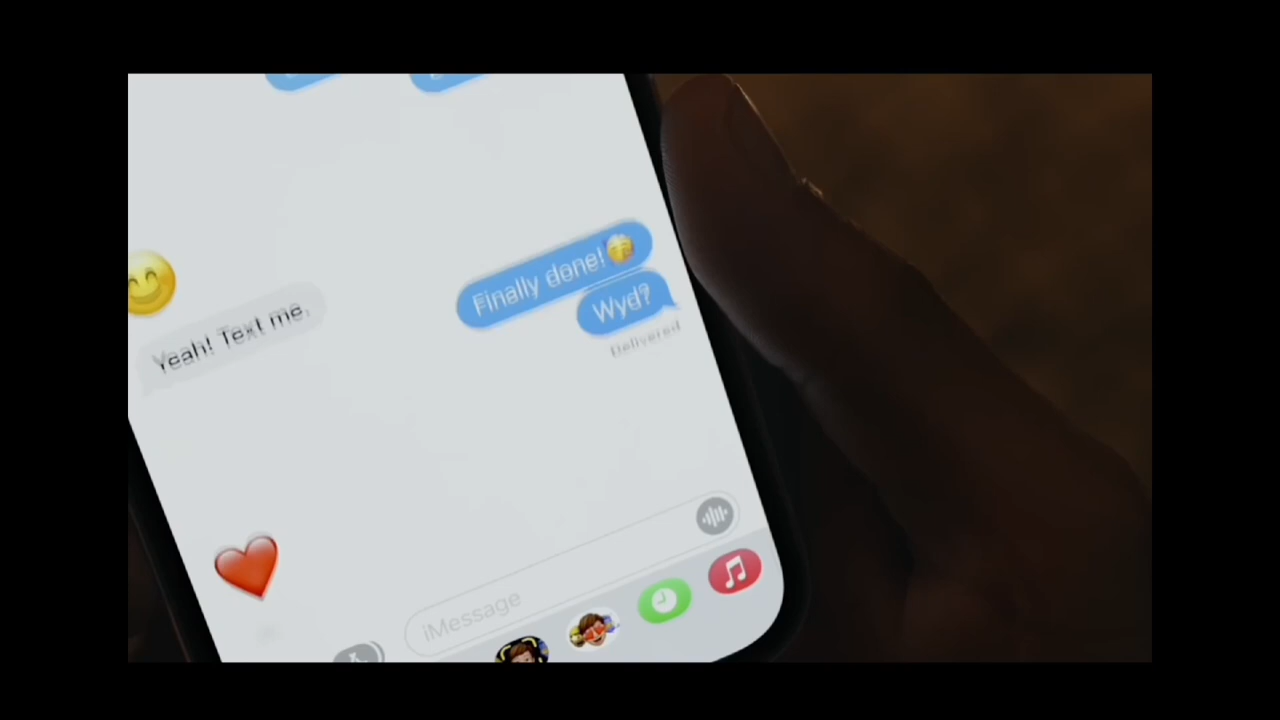 Finally done!🥳
Wyd?
Delivered
Yeah! Text me.
iMessage